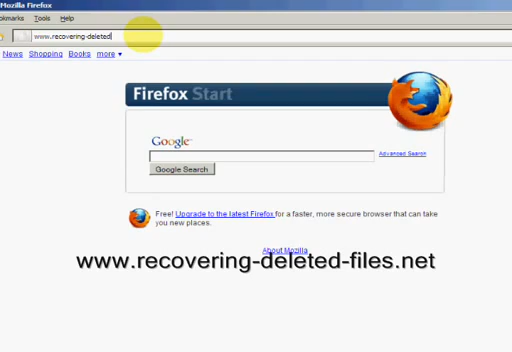 Mozilla Firefox
okmarks Tools Help
www.recovering-deleted
News Shopping Books more ▾
Firefox Start
Google
Advanced Search
Google Search
Free! Upgrade to the latest Firefox for a faster, more secure browser that can take
you new places.
About Mozilla
www.recovering-deleted-files.net